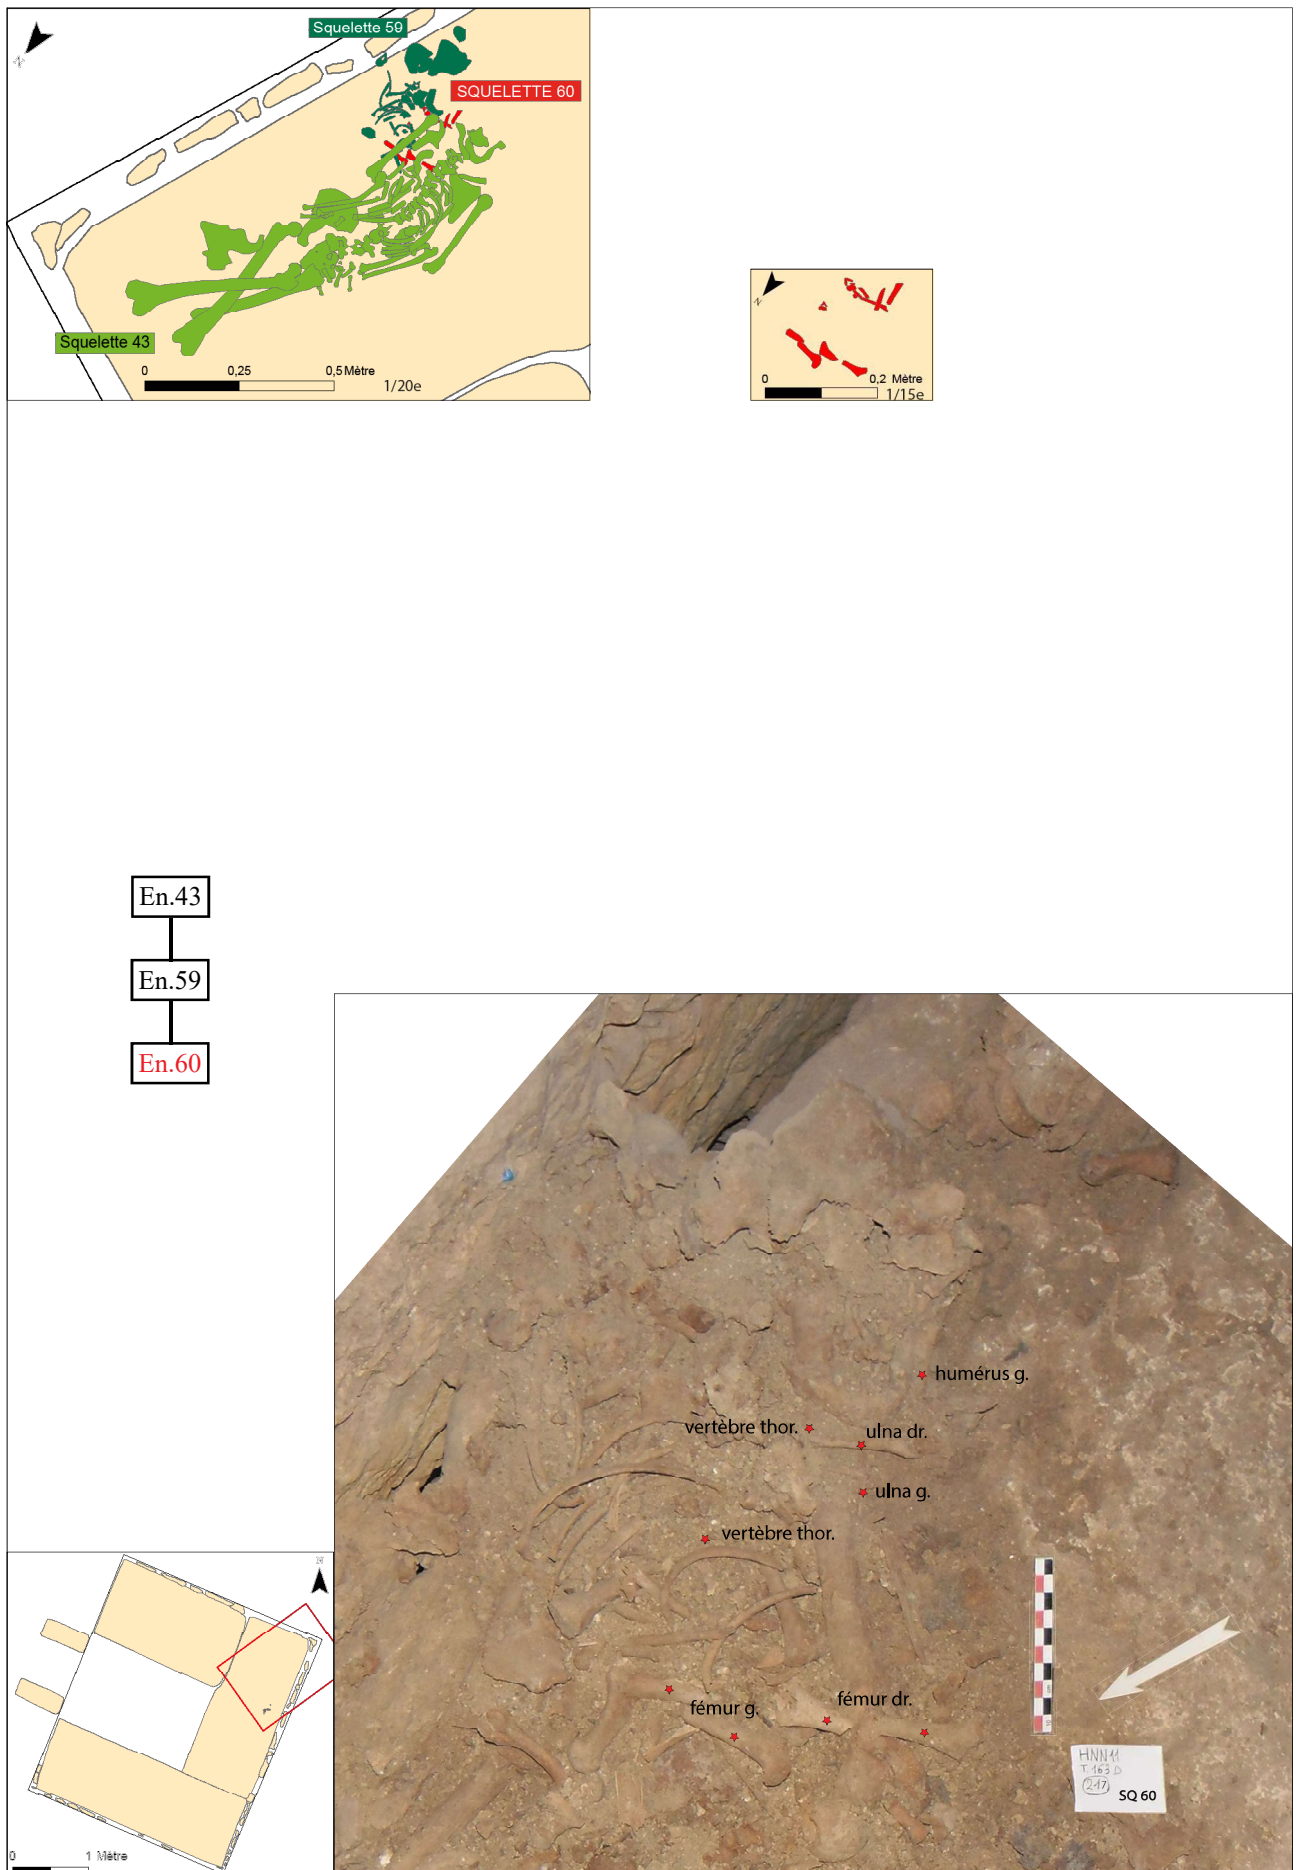 Squelette 59
SQUELETTE 60
Squelette 43
0 0,25 0,5 Mètre
1/20e
N
0 0,2 Mètre
1/15e
En.43
En.59
En.60
humérus g.
vertèbre thor.
ulna dr.
ulna g.
vertèbre thor.
fémur g.
fémur dr.
HNN11
T.163 D
217
SQ 60
N
0 1 Mètre